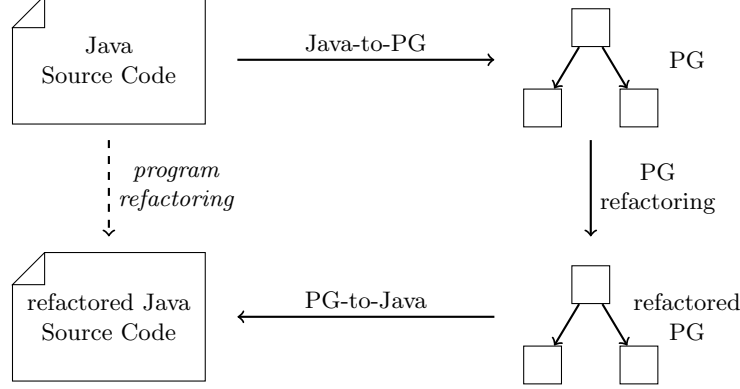 Java
Source Code
Java-to-PG
PG
program
refactoring
PG
refactoring
refactored Java
Source Code
PG-to-Java
refactored
PG